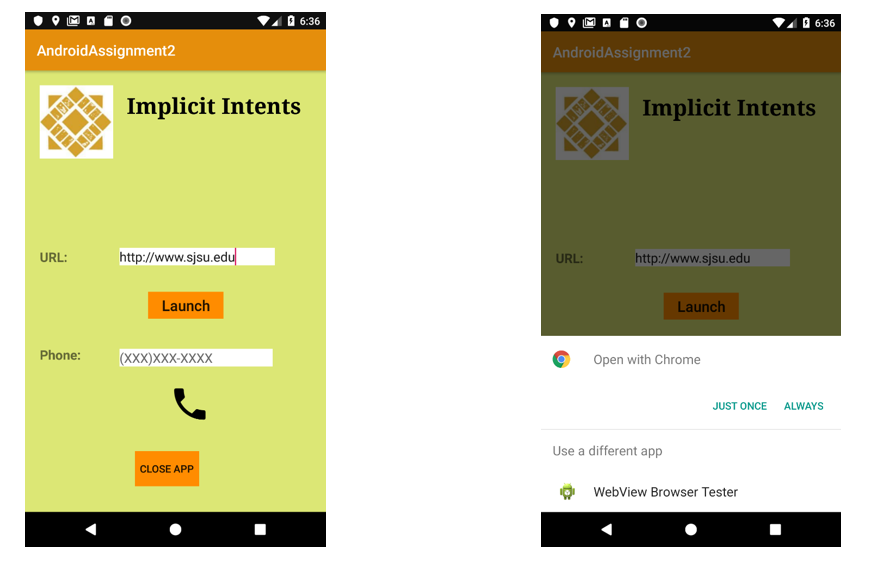 6:36
AndroidAssignment2
Implicit Intents
URL:
http://www.sjsu.edu
Launch
Phone:
(XXX)XXX-XXXX
CLOSE APP
6:36
AndroidAssignment2
Implicit Intents
URL:
http://www.sjsu.edu
Launch
Open with Chrome
JUST ONCE
ALWAYS
Use a different app
WebView Browser Tester